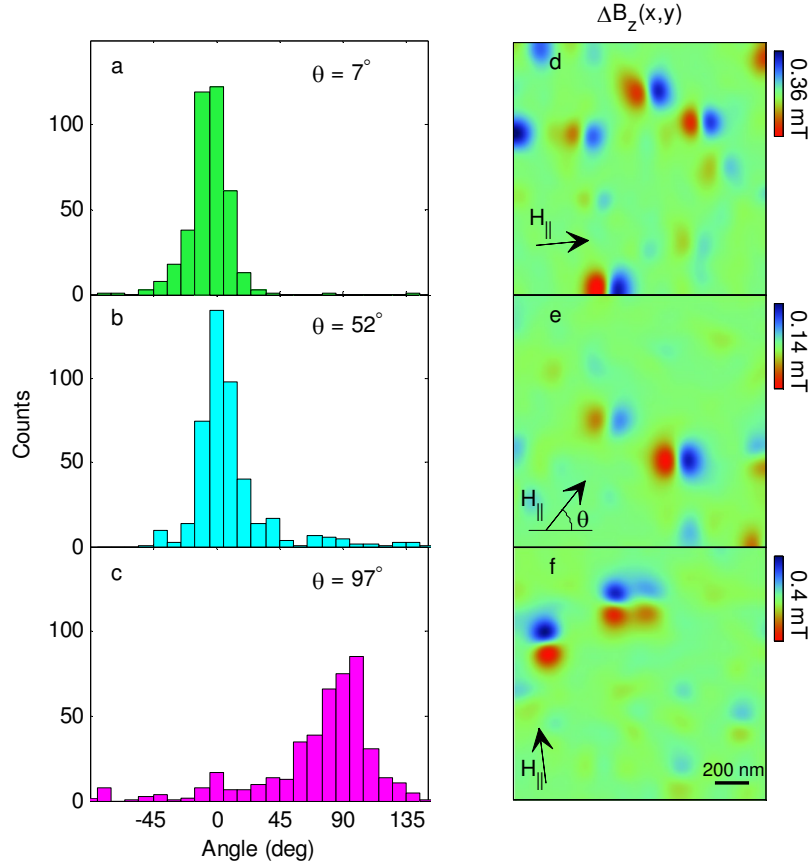 ΔB_z(x,y)
a
θ = 7°
100
50
0
b
θ = 52°
100
50
0
Counts
c
θ = 97°
100
50
0
-45
0
45
90
135
Angle (deg)
d
H_||
0.36 mT
e
H_||
θ
0.14 mT
f
H_||
200 nm
0.4 mT